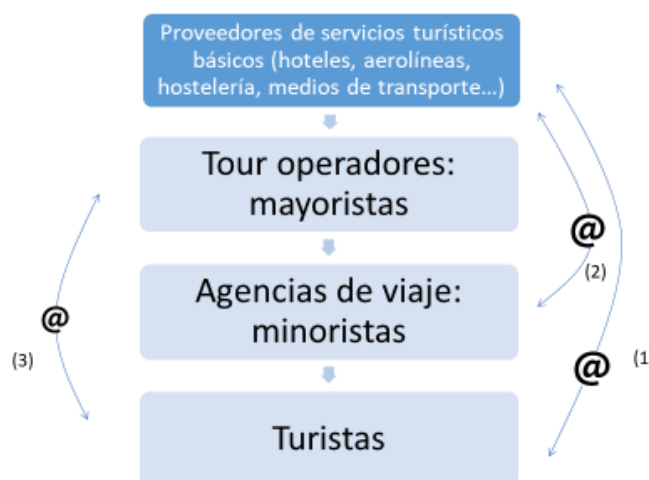 Proveedores de servicios turísticos
básicos (hoteles, aerolíneas,
hostelería, medios de transporte...)
Tour operadores:
mayoristas
@
(2)
Agencias de viaje:
minoristas
@
(3)
@
(1
Turistas